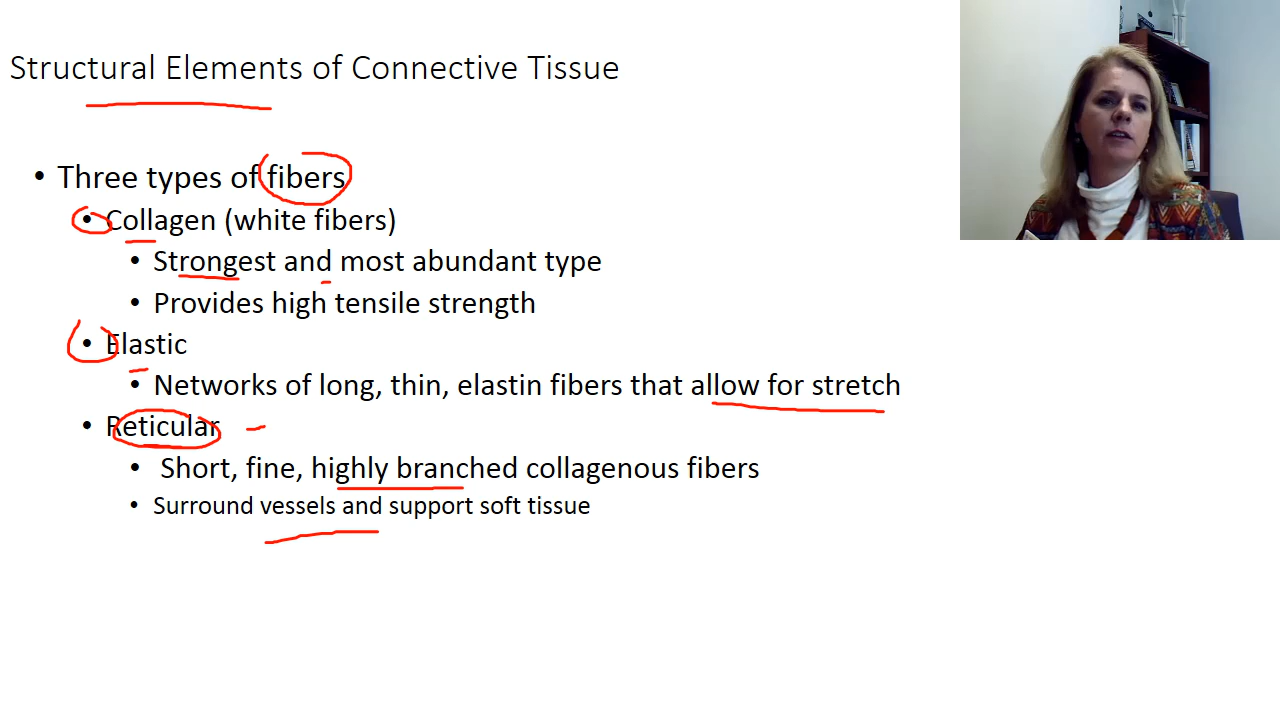 Structural Elements of Connective Tissue
• Three types of fibers
• Collagen (white fibers)
• Strongest and most abundant type
• Provides high tensile strength
• Elastic
• Networks of long, thin, elastin fibers that allow for stretch
• Reticular
• Short, fine, highly branched collagenous fibers
• Surround vessels and support soft tissue